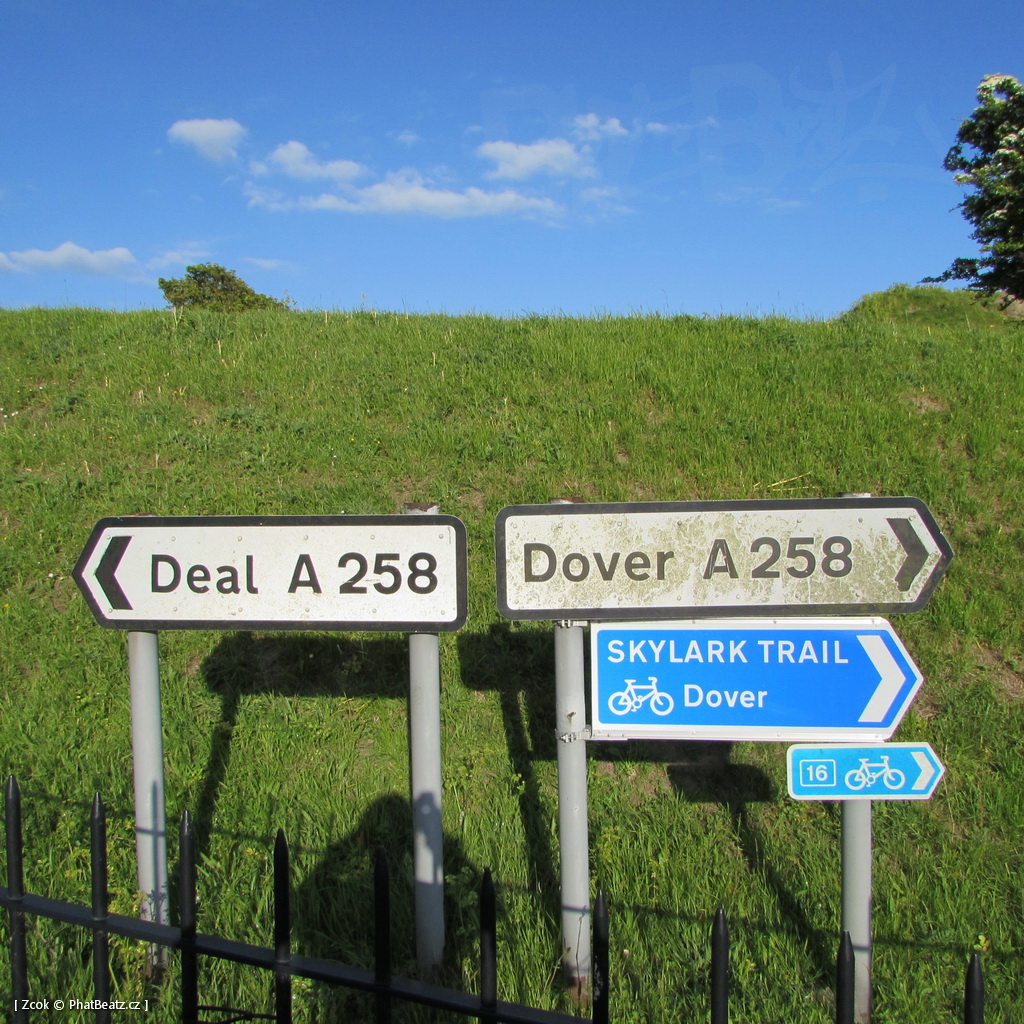 Deal A 258
Dover A 258
SKYLARK TRAIL
Dover
16
[ Zcok © PhatBeatz.cz ]